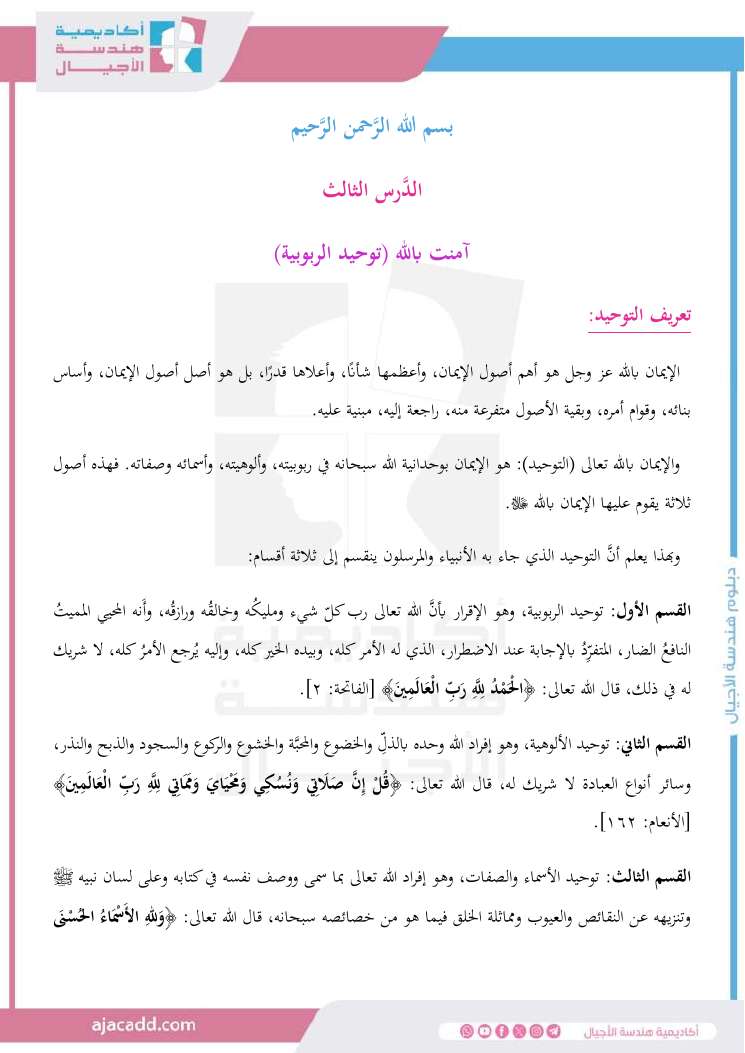 أكاديمية
هندسة
الأجيال
بسم الله الرَّحمن الرَّحيم
الدَّرس الثالث
آمنت بالله (توحيد الربوبية)
تعريف التوحيد:
الإيمان بالله عز وجل هو أهم أصول الإيمان، وأعظمها شأنًا، وأعلاها قدرًا، بل هو أصل أصول الإيمان، وأساس
بنائه، وقوام أمره، وبقية الأصول متفرعة منه، راجعة إليه، مبنية عليه.
والإيمان بالله تعالى (التوحيد): هو الإيمان بوحدانية الله سبحانه في ربوبيته، وألوهيته، وأسمائه وصفاته. فهذه أصول
ثلاثة يقوم عليها الإيمان بالله ﷻ.
وبهذا يعلم أنَّ التوحيد الذي جاء به الأنبياء والمرسلون ينقسم إلى ثلاثة أقسام:
القسم الأول: توحيد الربوبية، وهو الإقرار بأنَّ الله تعالى رب كلّ شيء ومليكُه وخالقُه ورازقُه، وأَنه المحيي المميتُ
النافعُ الضار، المتفرِّدُ بالإجابة عند الاضطرار، الذي له الأمر كله، وبيده الخير كله، وإليه يُرجع الأمرُ كله، لا شريك
له في ذلك، قال الله تعالى: ﴿الْحَمْدُ لِلَّهِ رَبِّ الْعَالَمِينَ﴾ [الفاتحة: ٢].
القسم الثاني: توحيد الألوهية، وهو إفراد الله وحده بالذلّ والخضوع والمحبَّة والخشوع والركوع والسجود والذبح والنذر،
وسائر أنواع العبادة لا شريك له، قال الله تعالى: ﴿قُلْ إِنَّ صَلَاتِي وَنُسُكِي وَمَحْيَايَ وَمَمَاتِي لِلَّهِ رَبِّ الْعَالَمِينَ﴾
[الأنعام: ١٦٢].
القسم الثالث: توحيد الأسماء والصفات، وهو إفراد الله تعالى بما سمى ووصف نفسه في كتابه وعلى لسان نبيه ﷺ
وتنزيهه عن النقائص والعيوب ومماثلة الخلق فيما هو من خصائصه سبحانه، قال الله تعالى: ﴿وَلِلَّهِ الْأَسْمَاءُ الْحُسْنَى
دبلوم هندسة الأجيال
أكاديمية هندسة الأجيال
ajacadd.com